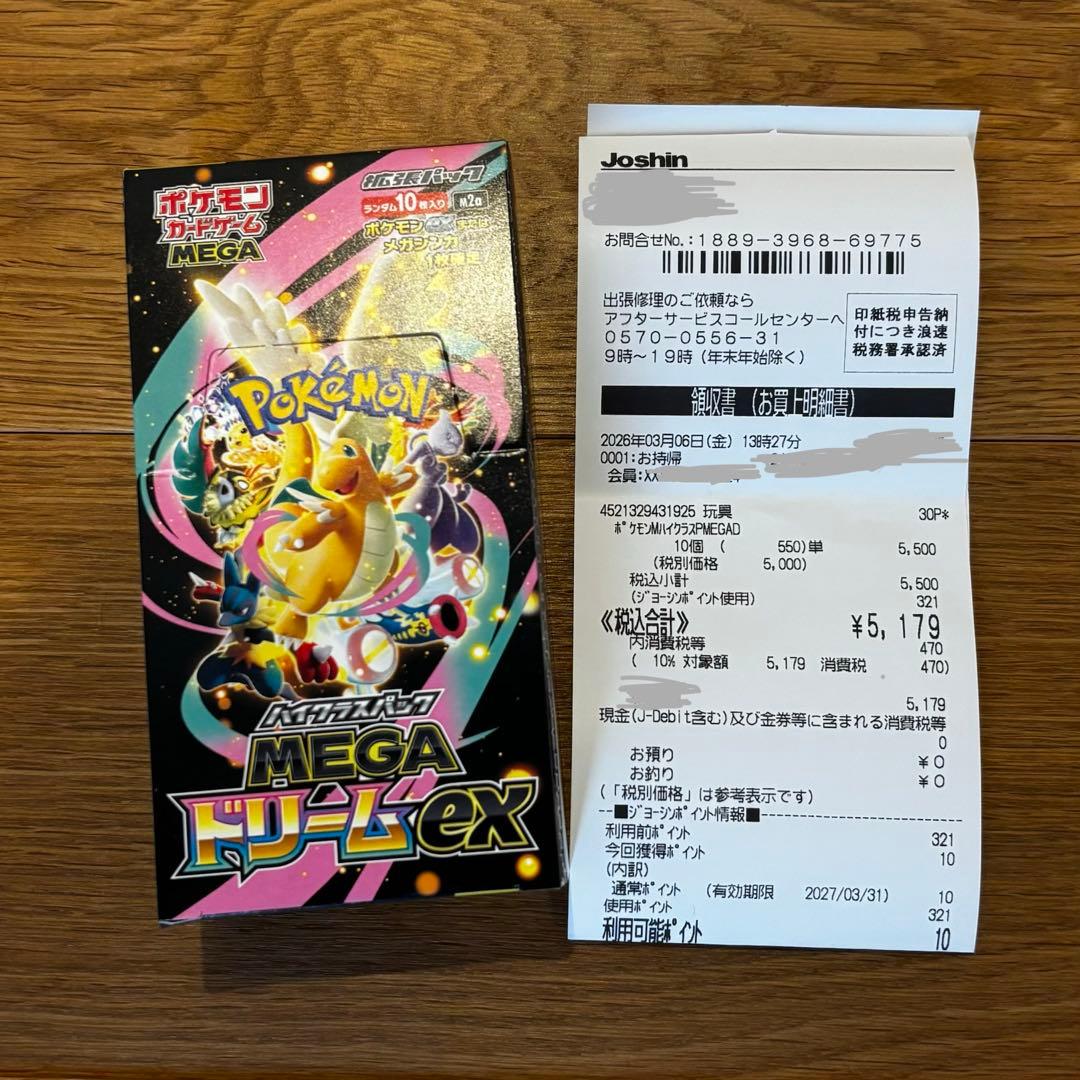 ポケモン
カードゲーム
MEGA
拡張パック
ランダム10枚入り M2a
ポケモンexまたは
メガシンカ
1枚確定
POKéMON
ハイクラスパック
MEGA
ドリームex
Joshin
お問合せNo.:1889-3968-69775
出張修理のご依頼なら
アフターサービスコールセンターへ
0570-0556-31
9時~19時 (年末年始除く)
印紙税申告納
付につき浪速
税務署承認済
領収書 (お買上明細書)
2026年03月06日(金) 13時27分
0001:お持帰
会員:XX
4521329431925 玩具 30P*
ポケモンMハイクラスPMEGAD
10個 ( 550)単 5,500
(税別価格 5,000)
税込小計 5,500
(ジョーシンポイント使用) 321
《税込合計》 ¥5,179
内消費税等 470
( 10% 対象額 5,179 消費税 470)
5,179
現金(J-Debit含む)及び金券等に含まれる消費税等
0
お預り ¥0
お釣り ¥0
(「税別価格」は参考表示です)
--■ジョーシンポイント情報■--------------------
利用前ポイント 321
今回獲得ポイント 10
(内訳)
通常ポイント (有効期限 2027/03/31) 10
使用ポイント 321
利用可能ポイント 10